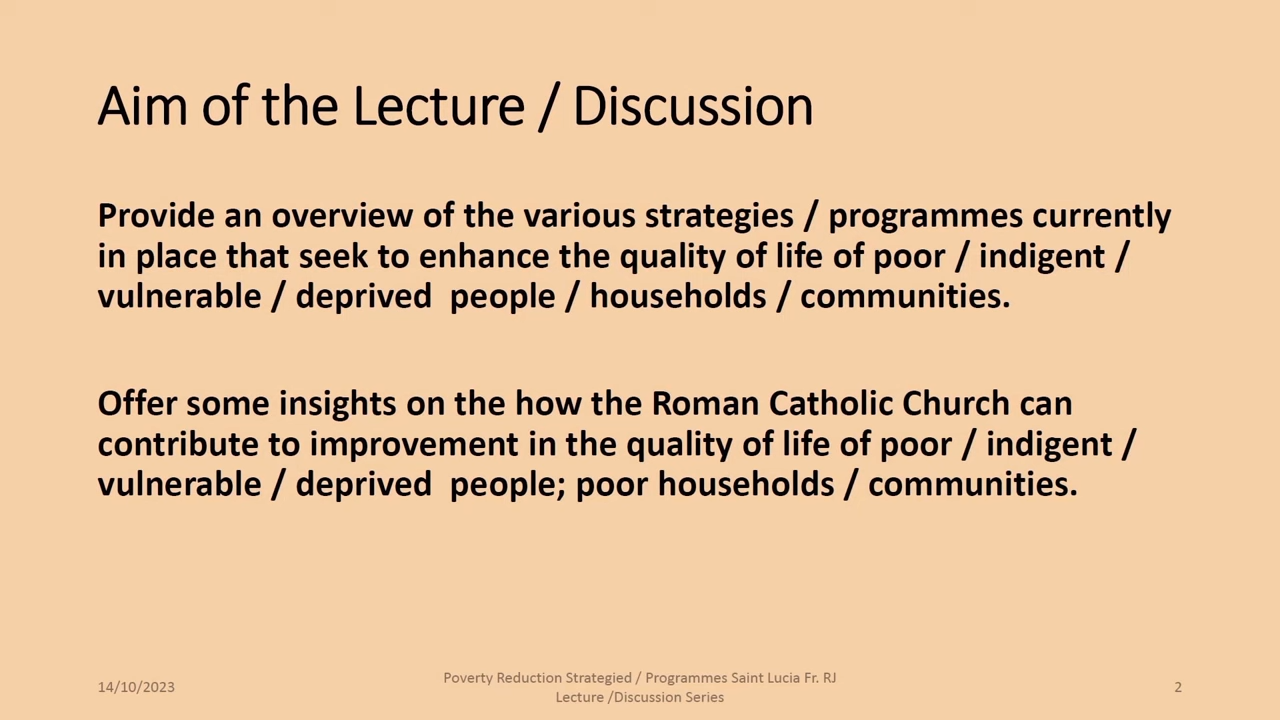 Aim of the Lecture / Discussion
Provide an overview of the various strategies / programmes currently
in place that seek to enhance the quality of life of poor / indigent /
vulnerable / deprived  people / households / communities.
Offer some insights on the how the Roman Catholic Church can
contribute to improvement in the quality of life of poor / indigent /
vulnerable / deprived  people; poor households / communities.
14/10/2023
Poverty Reduction Strategied / Programmes Saint Lucia Fr. RJ
Lecture /Discussion Series
2